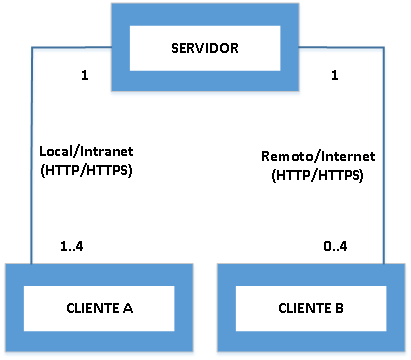 SERVIDOR
1
1
Local/Intranet
(HTTP/HTTPS)
Remoto/Internet
(HTTP/HTTPS)
1..4
0..4
CLIENTE A
CLIENTE B